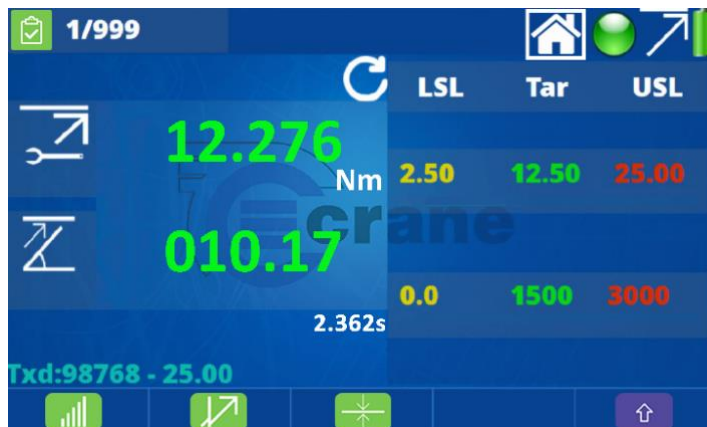 1/999
LSL Tar USL
12.276
Nm
2.50 12.50 25.00
crane
010.17
0.0 1500 3000
2.362s
Txd:98768 - 25.00